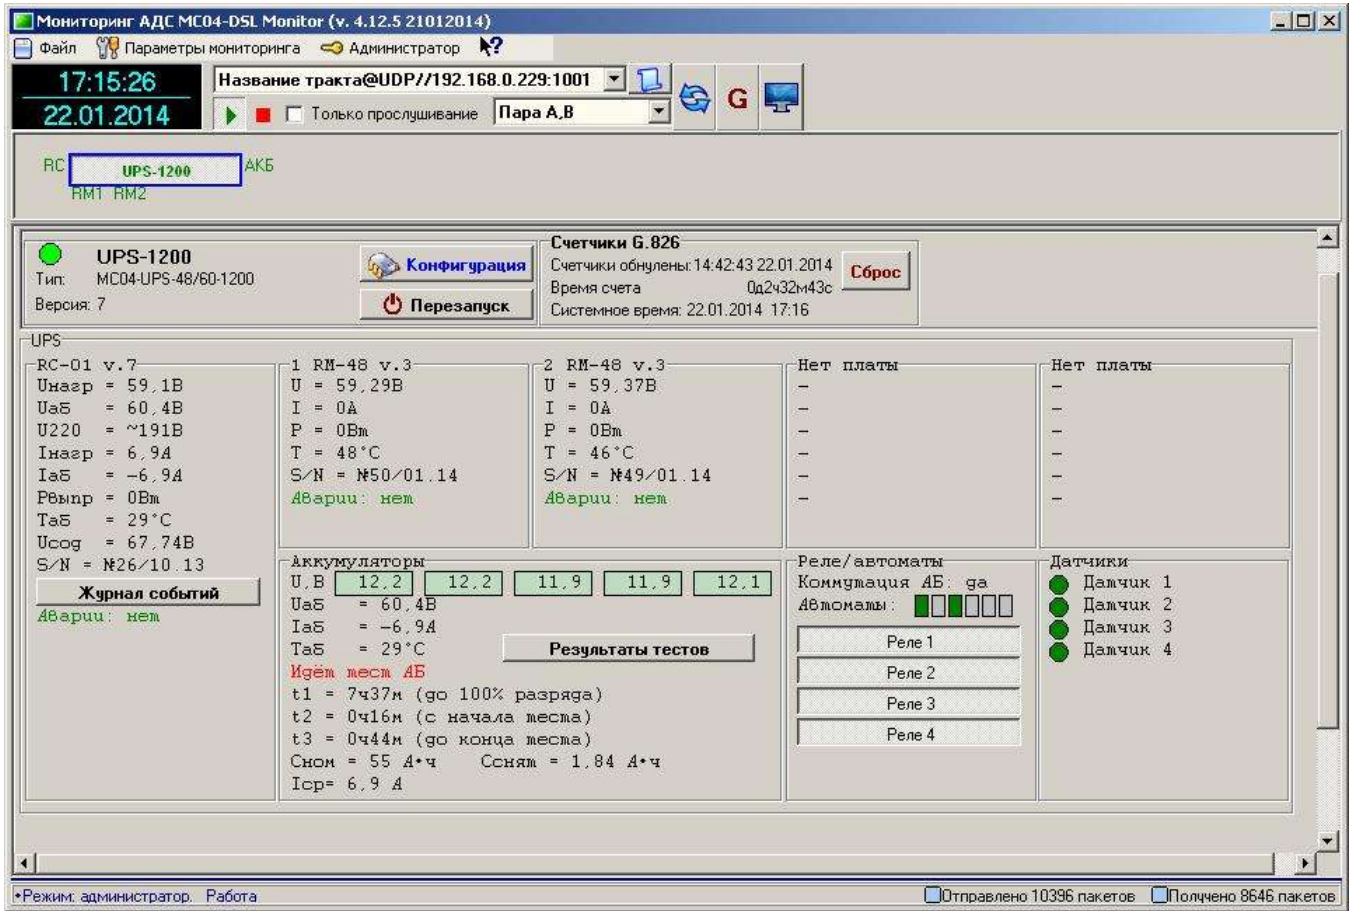 Мониторинг АДС MC04-DSL Monitor (v. 4.12.5 21012014)
Файл Параметры мониторинга Администратор
17:15:26
22.01.2014
Название тракта@UDP//192.168.0.229:1001
Только прослушивание Пара А,В
G
RC UPS-1200 АКБ
RM1 RM2
UPS-1200
Тип: MC04-UPS-48/60-1200
Версия: 7
Конфигурация
Перезапуск
Счетчики G.826
Счетчики обнулены: 14:42:43 22.01.2014
Время счета 0д2ч32м43с
Системное время: 22.01.2014 17:16
Сброс
UPS
RC-01 v.7
Uнагр = 59,1В
Uаб = 60,4В
U220 = ~191В
Iнагр = 6,9А
Iаб = -6,9А
Pвыпр = 0Вт
Tаб = 29°C
Uсод = 67,74В
S/N = №26/10.13
Журнал событий
Аварии: нет
1 RM-48 v.3
U = 59,29В
I = 0А
P = 0Вт
T = 48°C
S/N = №50/01.14
Аварии: нет
2 RM-48 v.3
U = 59,37В
I = 0А
P = 0Вт
T = 46°C
S/N = №49/01.14
Аварии: нет
Нет платы
-
-
-
-
-
-
Нет платы
-
-
-
-
-
-
Аккумуляторы
U,В 12,2 12,2 11,9 11,9 12,1
Uаб = 60,4В
Iаб = -6,9А
Tаб = 29°C
Результаты тестов
Идём тест АБ
t1 = 7ч37м (до 100% разряда)
t2 = 0ч16м (с начала теста)
t3 = 0ч44м (до конца теста)
Cном = 55 А•ч Cснят = 1,84 А•ч
Iср= 6,9 А
Реле/автоматы
Коммутация АБ: да
Автоматы:
Реле 1
Реле 2
Реле 3
Реле 4
Датчики
Датчик 1
Датчик 2
Датчик 3
Датчик 4
•Режим: администратор. Работа
Отправлено 10396 пакетов Получено 8646 пакетов